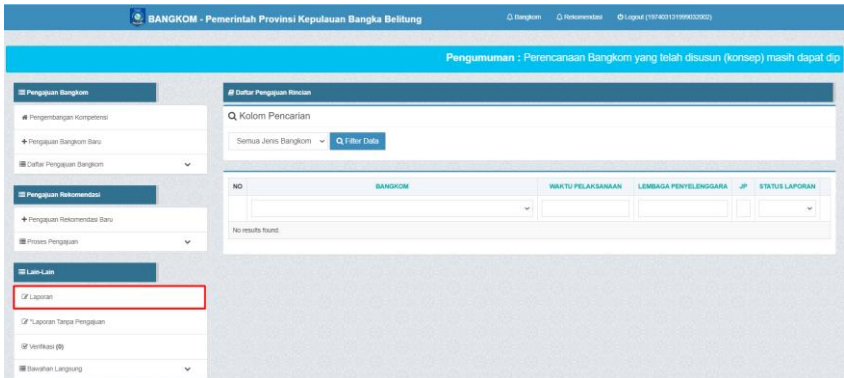 BANGKOM - Pemerintah Provinsi Kepulauan Bangka Belitung
Bangkom
Rekomendasi
Logout (197403131999032002)
Pengumuman : Perencanaan Bangkom yang telah disusun (konsep) masih dapat dip
Pengajuan Bangkom
Pengembangan Kompetensi
+ Pengajuan Bangkom Baru
Daftar Pengajuan Bangkom
Pengajuan Rekomendasi
+ Pengajuan Rekomendasi Baru
Proses Pengajuan
Lain-Lain
Laporan
*Laporan Tanpa Pengajuan
Verifikasi (0)
Bawahan Langsung
Daftar Pengajuan Rincian
Kolom Pencarian
Semua Jenis Bangkom
Filter Data
NO BANGKOM WAKTU PELAKSANAAN LEMBAGA PENYELENGGARA JP STATUS LAPORAN
No results found.